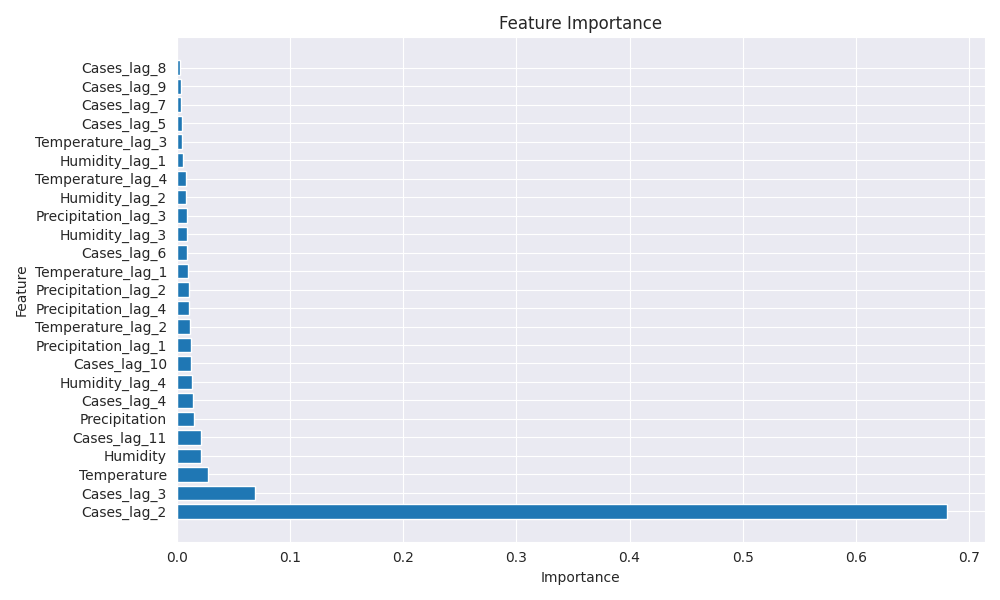 Feature Importance
Cases_lag_8
Cases_lag_9
Cases_lag_7
Cases_lag_5
Temperature_lag_3
Humidity_lag_1
Temperature_lag_4
Humidity_lag_2
Precipitation_lag_3
Humidity_lag_3
Cases_lag_6
Temperature_lag_1
Precipitation_lag_2
Precipitation_lag_4
Temperature_lag_2
Precipitation_lag_1
Cases_lag_10
Humidity_lag_4
Cases_lag_4
Precipitation
Cases_lag_11
Humidity
Temperature
Cases_lag_3
Cases_lag_2
Feature
0.0 0.1 0.2 0.3 0.4 0.5 0.6 0.7
Importance